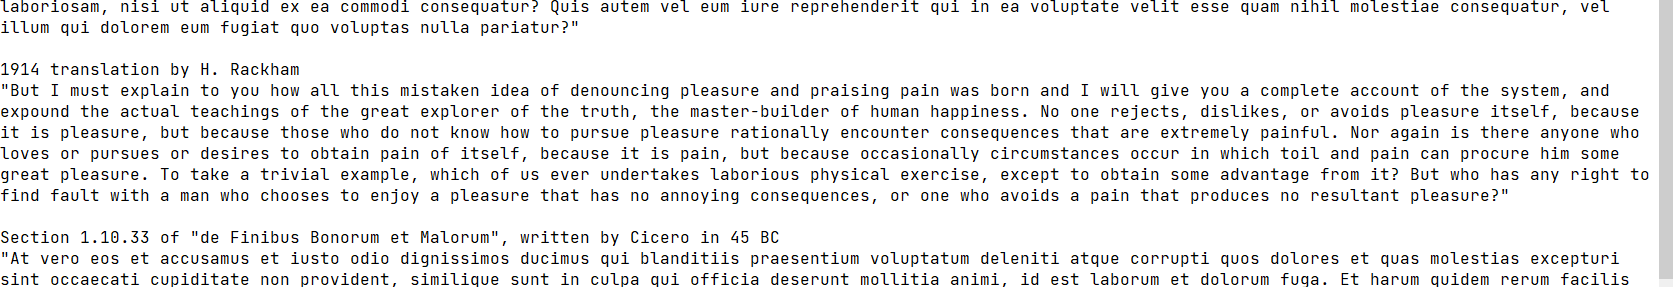 laboriosam, nisi ut aliquid ex ea commodi consequatur? Quis autem vel eum iure reprehenderit qui in ea voluptate velit esse quam nihil molestiae consequatur, vel
illum qui dolorem eum fugiat quo voluptas nulla pariatur?"
1914 translation by H. Rackham
"But I must explain to you how all this mistaken idea of denouncing pleasure and praising pain was born and I will give you a complete account of the system, and
expound the actual teachings of the great explorer of the truth, the master-builder of human happiness. No one rejects, dislikes, or avoids pleasure itself, because
it is pleasure, but because those who do not know how to pursue pleasure rationally encounter consequences that are extremely painful. Nor again is there anyone who
loves or pursues or desires to obtain pain of itself, because it is pain, but because occasionally circumstances occur in which toil and pain can procure him some
great pleasure. To take a trivial example, which of us ever undertakes laborious physical exercise, except to obtain some advantage from it? But who has any right to
find fault with a man who chooses to enjoy a pleasure that has no annoying consequences, or one who avoids a pain that produces no resultant pleasure?"
Section 1.10.33 of "de Finibus Bonorum et Malorum", written by Cicero in 45 BC
"At vero eos et accusamus et iusto odio dignissimos ducimus qui blanditiis praesentium voluptatum deleniti atque corrupti quos dolores et quas molestias excepturi
sint occaecati cupiditate non provident, similique sunt in culpa qui officia deserunt mollitia animi, id est laborum et dolorum fuga. Et harum quidem rerum facilis